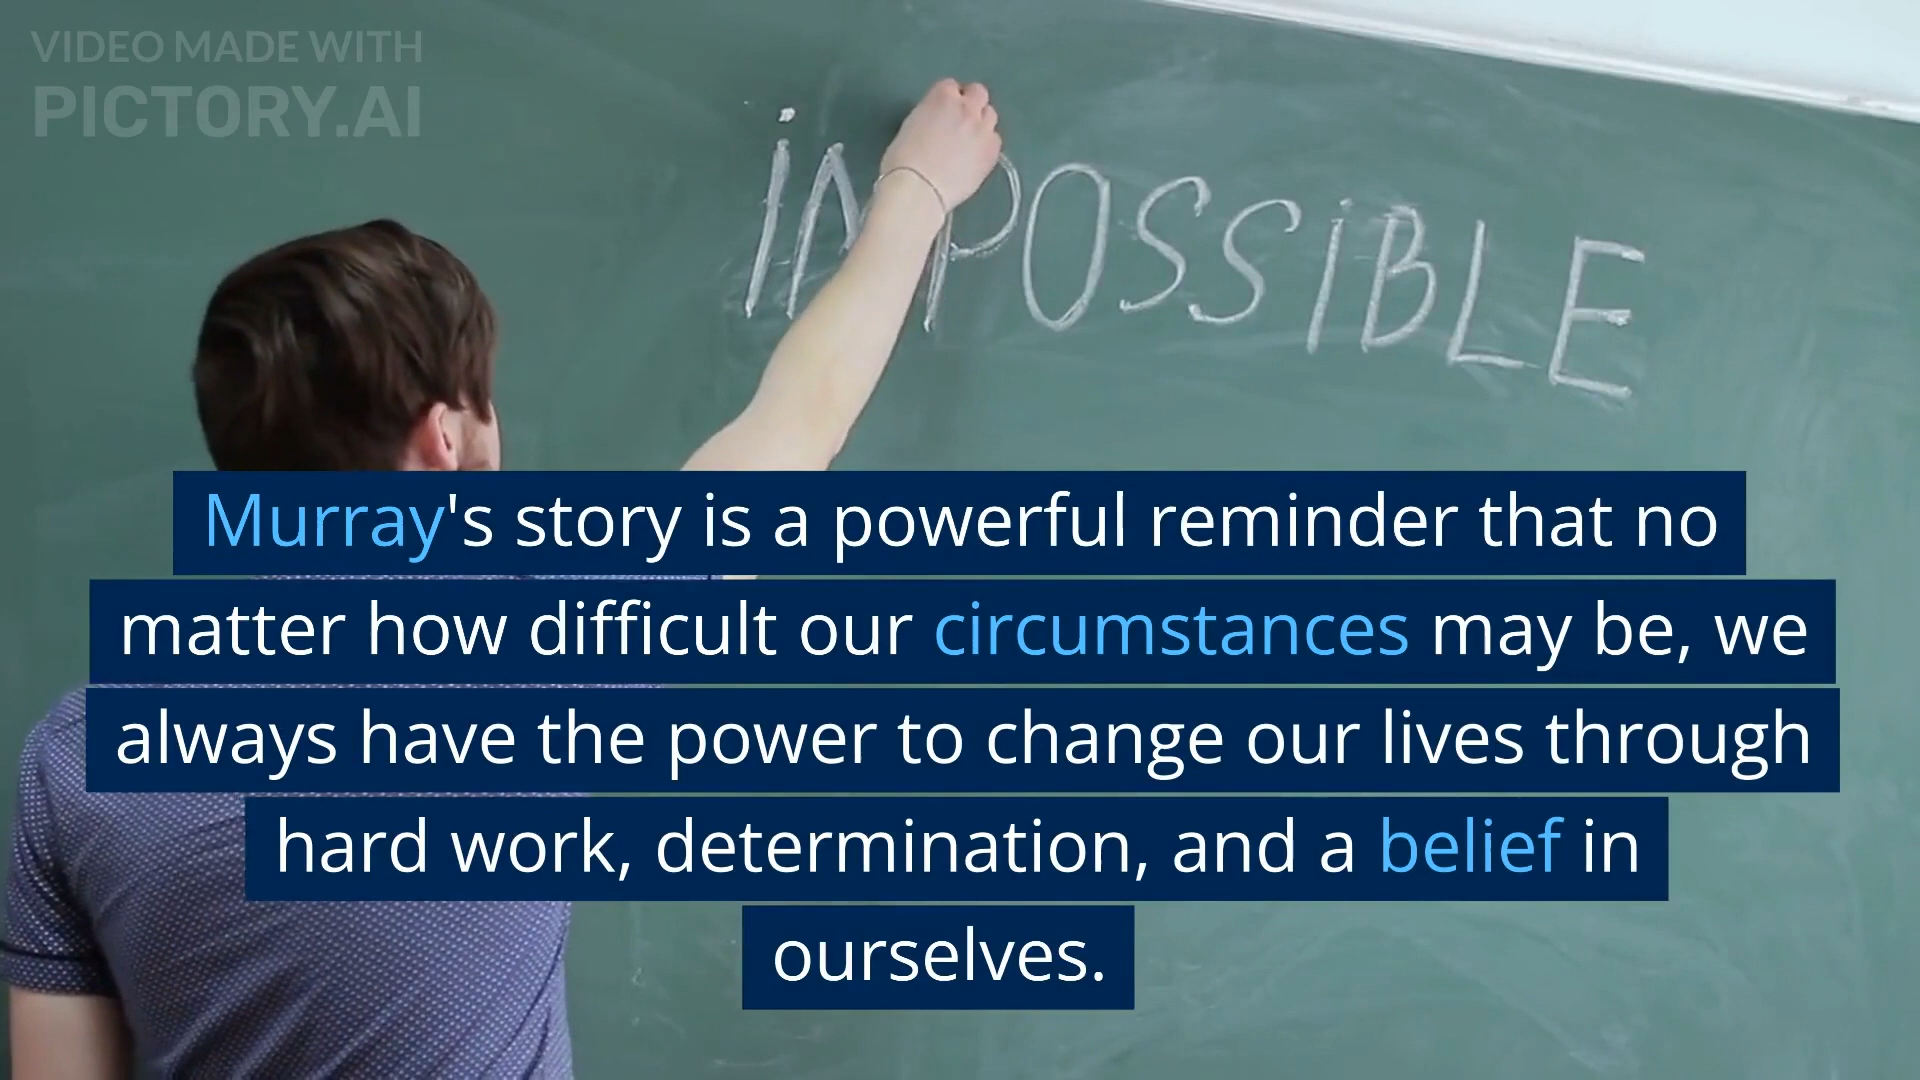 VIDEO MADE WITH
PICTORY.AI
iMPOSSiBLE
Murray's story is a powerful reminder that no
matter how difficult our circumstances may be, we
always have the power to change our lives through
hard work, determination, and a belief in
ourselves.